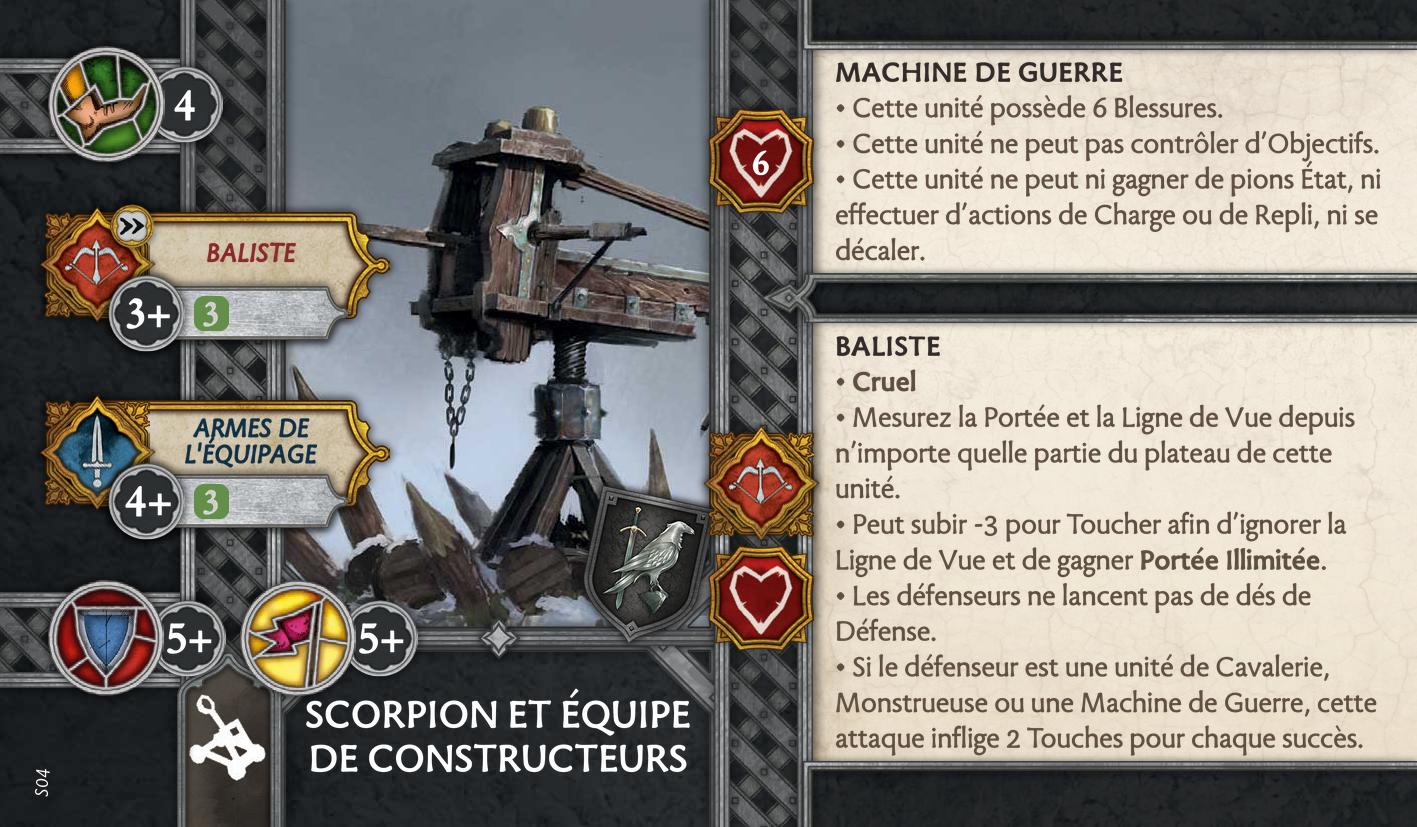 4
BALISTE
3+
3
ARMES DE
L'ÉQUIPAGE
4+
3
5+
5+
SCORPION ET ÉQUIPE
DE CONSTRUCTEURS
S04
6
MACHINE DE GUERRE
• Cette unité possède 6 Blessures.
• Cette unité ne peut pas contrôler d’Objectifs.
• Cette unité ne peut ni gagner de pions État, ni
effectuer d’actions de Charge ou de Repli, ni se
décaler.
BALISTE
• Cruel
• Mesurez la Portée et la Ligne de Vue depuis
n’importe quelle partie du plateau de cette
unité.
• Peut subir -3 pour Toucher afin d’ignorer la
Ligne de Vue et de gagner Portée Illimitée.
• Les défenseurs ne lancent pas de dés de
Défense.
• Si le défenseur est une unité de Cavalerie,
Monstrueuse ou une Machine de Guerre, cette
attaque inflige 2 Touches pour chaque succès.